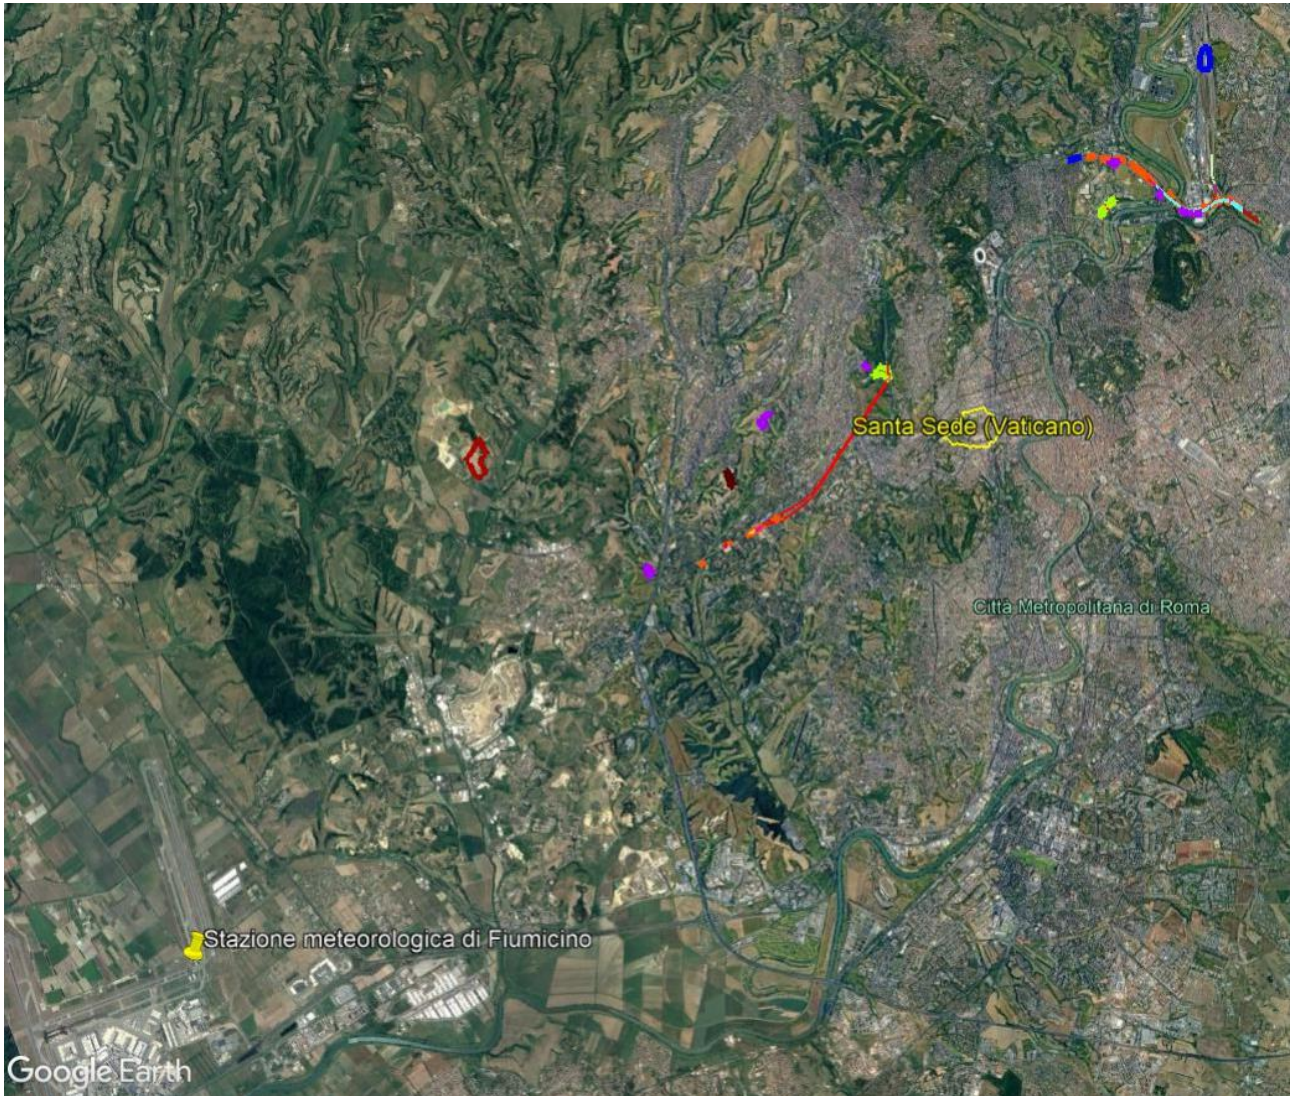 Santa Sede (Vaticano)
Città Metropolitana di Roma
Stazione meteorologica di Fiumicino
Google Earth